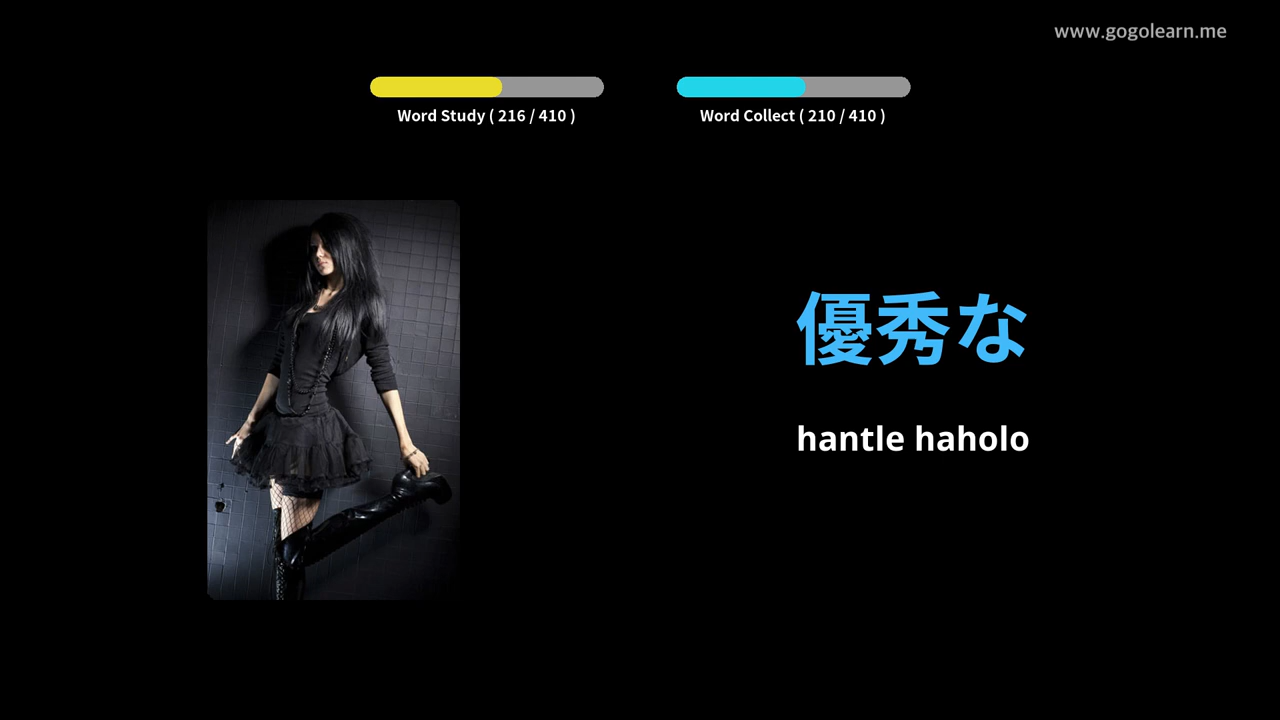 www.gogolearn.me
Word Study ( 216 / 410 )
Word Collect ( 210 / 410 )
優秀な
hantle haholo